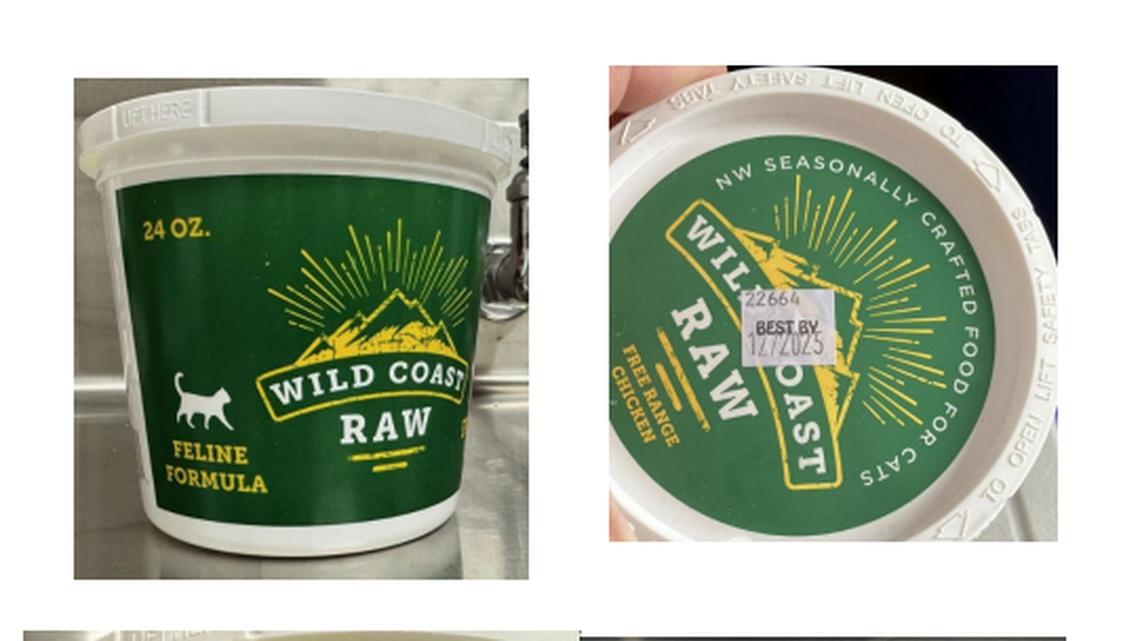 LIFT HERE
24 OZ.
WILD COAST
RAW
FELINE
FORMULA
TO OPEN LIFT SAFETY TABS
TO OPEN LIFT SAFETY TABS
NW SEASONALLY CRAFTED FOOD FOR CATS
WILD COAST
RAW
FREE RANGE
CHICKEN
22664
BEST BY
12/2025